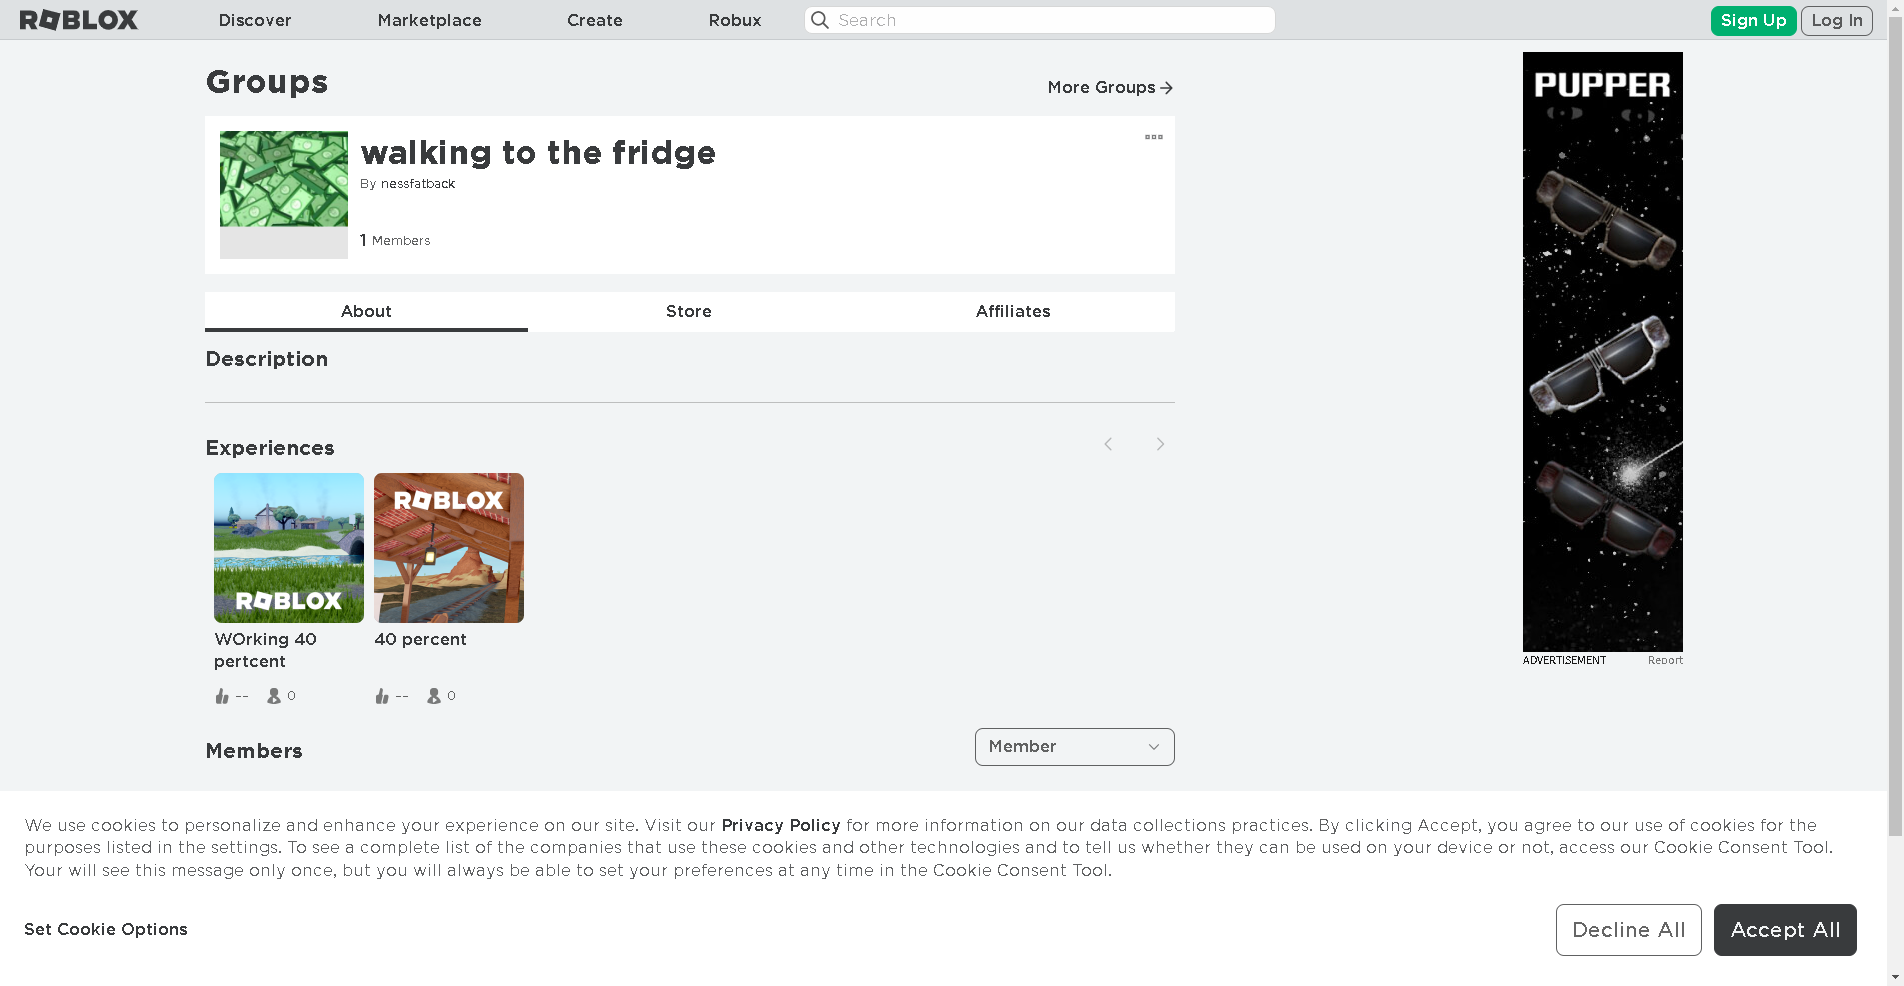 ROBLOX
Discover
Marketplace
Create
Robux
Search
Sign Up
Log In
Groups
More Groups
walking to the fridge
By nessfatback
1 Members
About
Store
Affiliates
Description
Experiences
ROBLOX
ROBLOX
WOrking 40
pertcent
40 percent
-- 0
-- 0
Members
Member
PUPPER
ADVERTISEMENT
Report
We use cookies to personalize and enhance your experience on our site. Visit our Privacy Policy for more information on our data collections practices. By clicking Accept, you agree to our use of cookies for the
purposes listed in the settings. To see a complete list of the companies that use these cookies and other technologies and to tell us whether they can be used on your device or not, access our Cookie Consent Tool.
Your will see this message only once, but you will always be able to set your preferences at any time in the Cookie Consent Tool.
Set Cookie Options
Decline All
Accept All